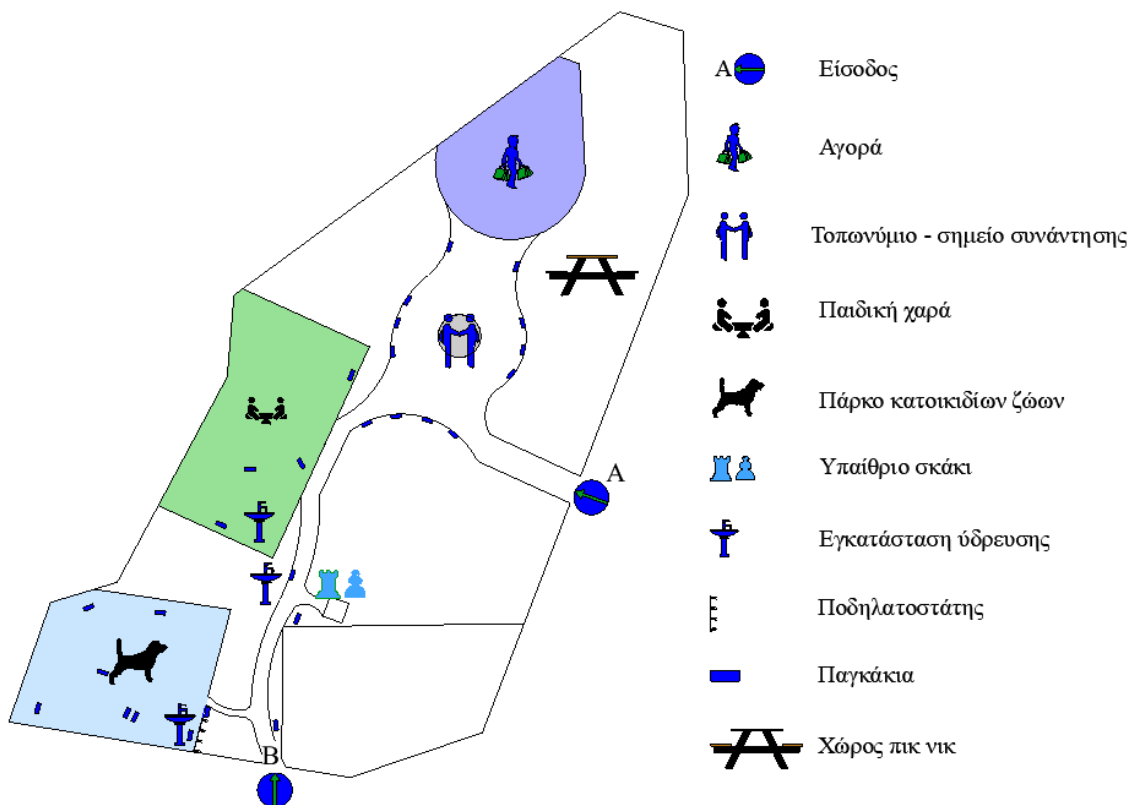 A
Είσοδος
Αγορά
Τοπωνύμιο - σημείο συνάντησης
Παιδική χαρά
Πάρκο κατοικιδίων ζώων
Υπαίθριο σκάκι
A
Εγκατάσταση ύδρευσης
Ποδηλατοστάτης
Παγκάκια
B
Χώρος πικ νικ